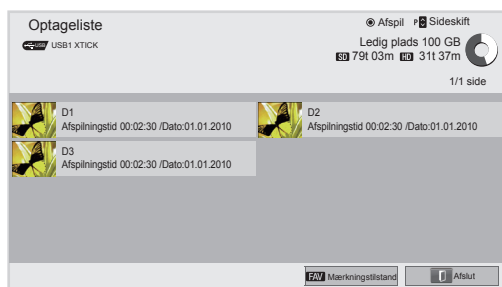 Optageliste
Afspil P Sideskift
USB USB1 XTICK
Ledig plads 100 GB
SD 79t 03m HD 31t 37m
1/1 side
D1
Afspilningstid 00:02:30 /Dato:01.01.2010
D2
Afspilningstid 00:02:30 /Dato:01.01.2010
D3
Afspilningstid 00:02:30 /Dato:01.01.2010
FAV Mærkningstilstand
Afslut